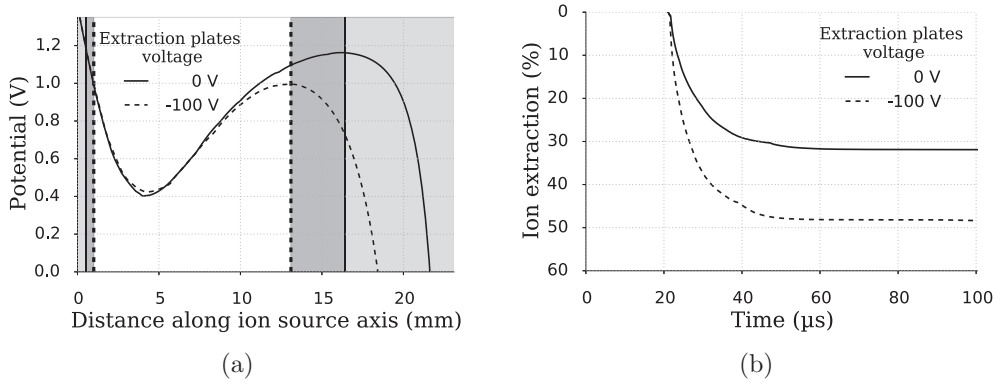 Potential (V)
1.2
1.0
0.8
0.6
0.4
0.2
0.0
Extraction plates
voltage
0 V
-100 V
0 5 10 15 20
Distance along ion source axis (mm)
(a)
Ion extraction (%)
0
10
20
30
40
50
60
Extraction plates
voltage
0 V
-100 V
0 20 40 60 80 100
Time (µs)
(b)